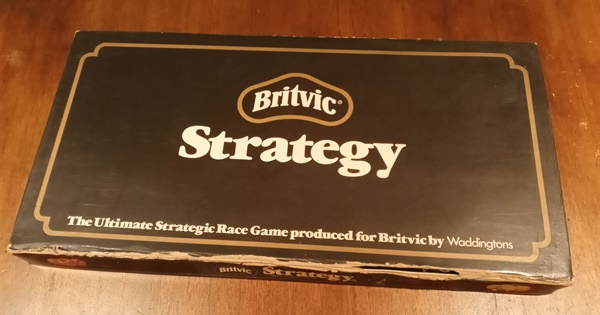 Britvic®
Strategy
The Ultimate Strategic Race Game produced for Britvic by Waddingtons
Britvic Strategy